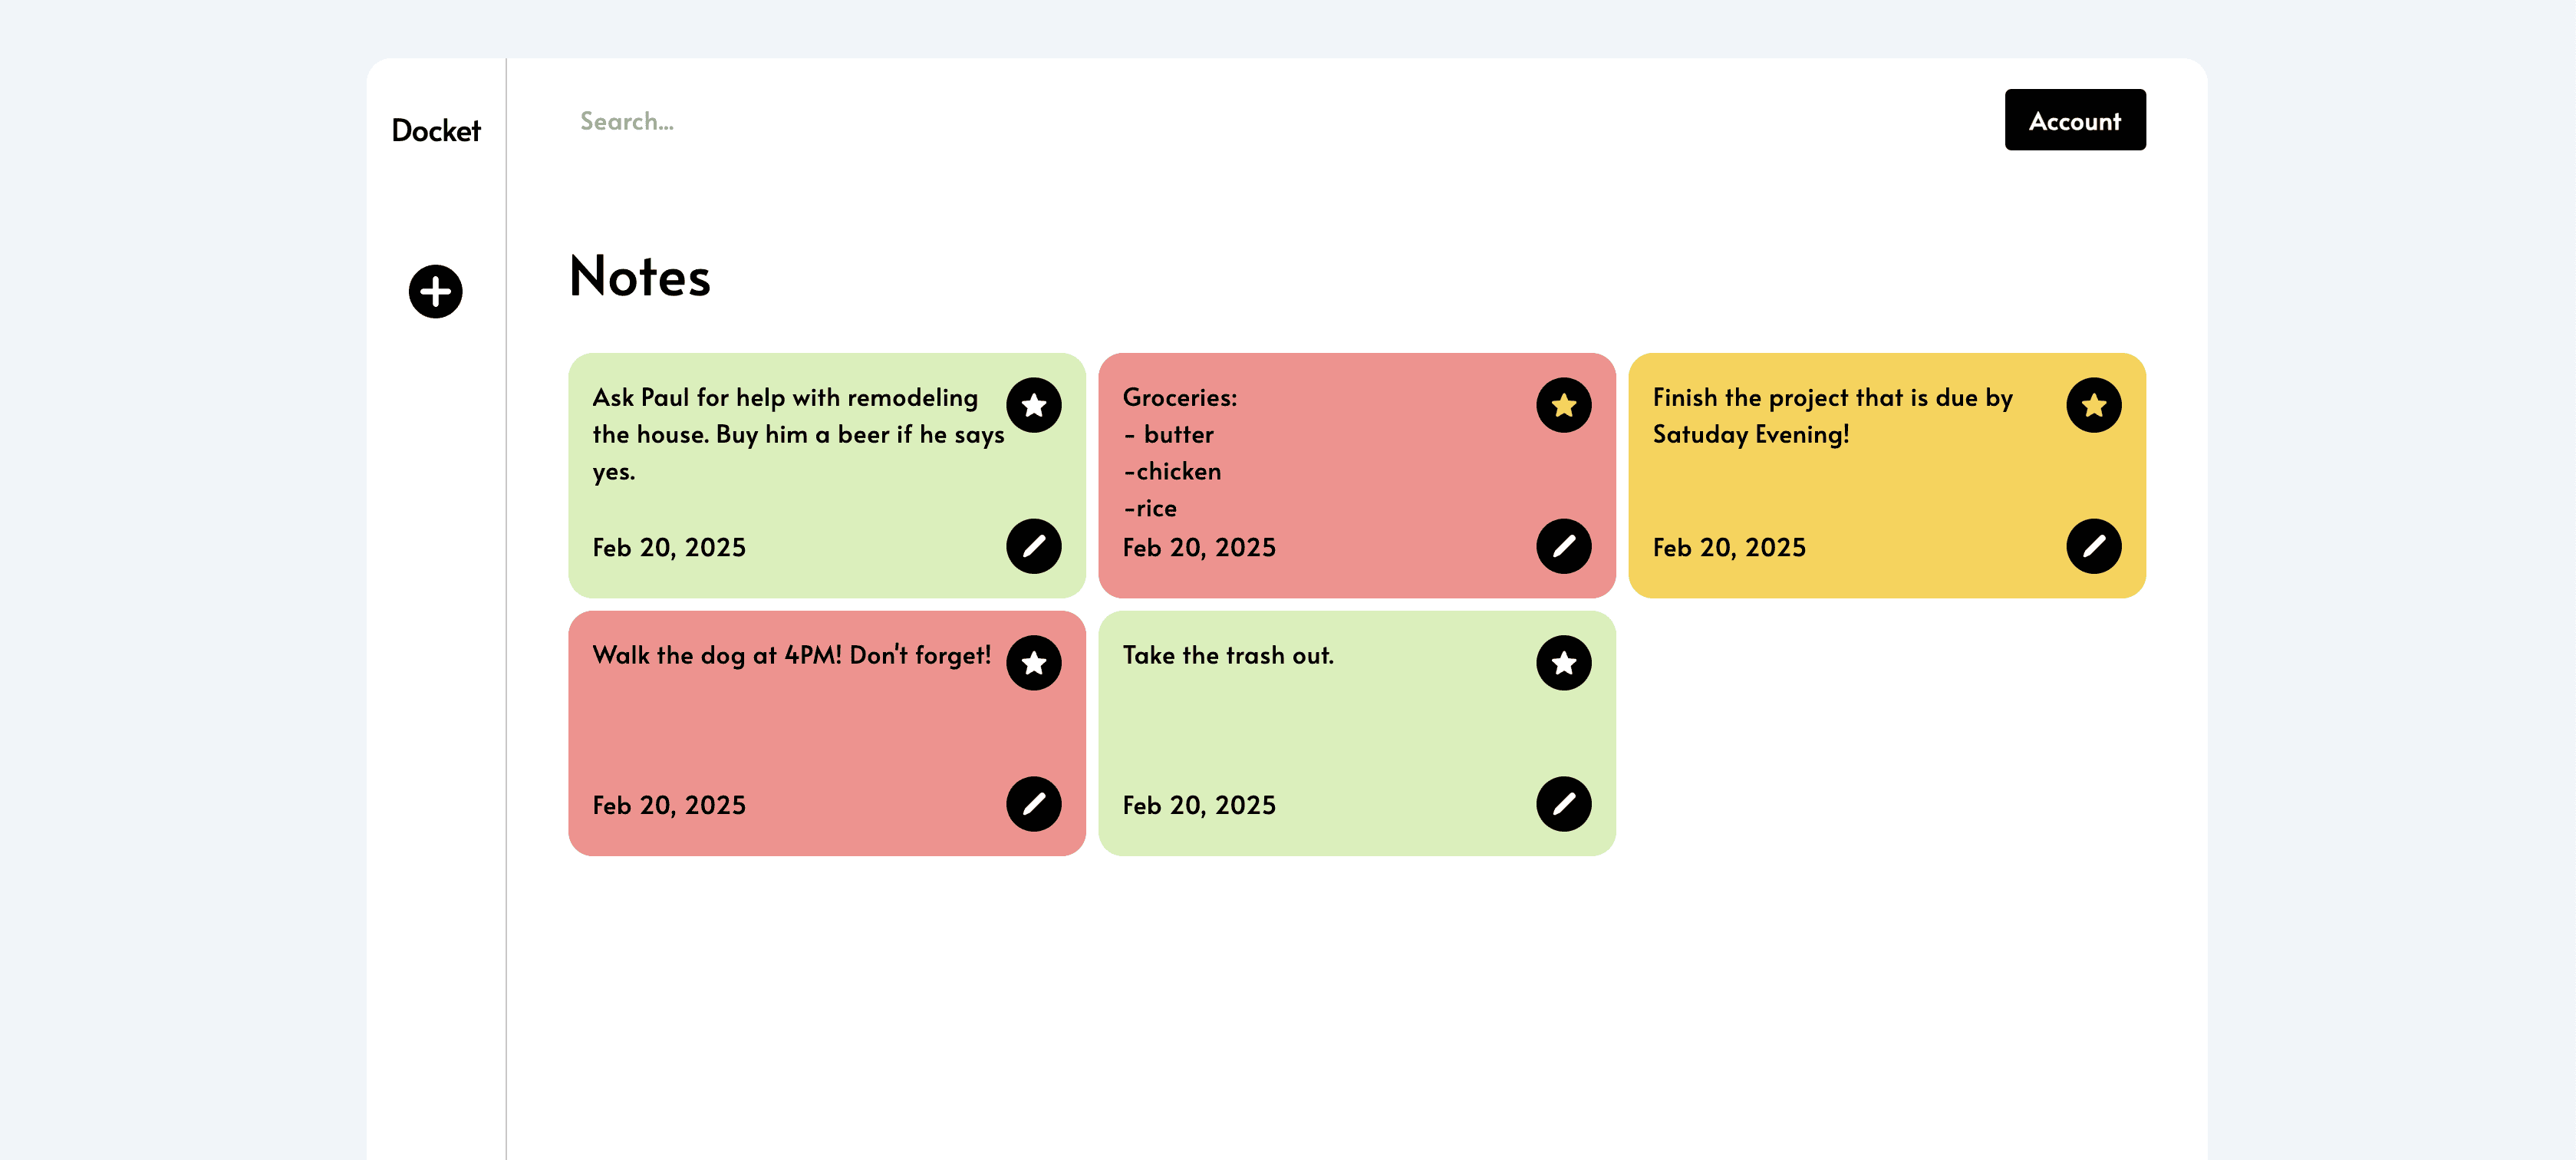 Docket
Search...
Account
Notes
Ask Paul for help with remodeling
the house. Buy him a beer if he says
yes.
Feb 20, 2025
Groceries:
- butter
-chicken
-rice
Feb 20, 2025
Finish the project that is due by
Satuday Evening!
Feb 20, 2025
Walk the dog at 4PM! Don't forget!
Feb 20, 2025
Take the trash out.
Feb 20, 2025